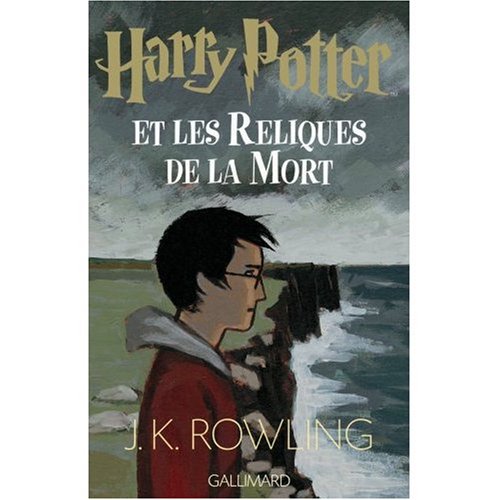 Harry Potter
ET LES RELIQUES
DE LA MORT
J. K. ROWLING
GALLIMARD